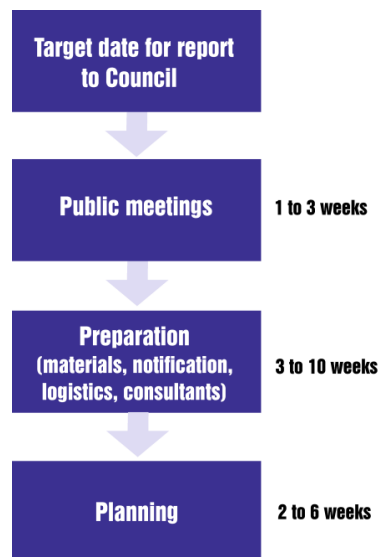 Target date for report
to Council
Public meetings
1 to 3 weeks
Preparation
(materials, notification,
logistics, consultants)
3 to 10 weeks
Planning
2 to 6 weeks